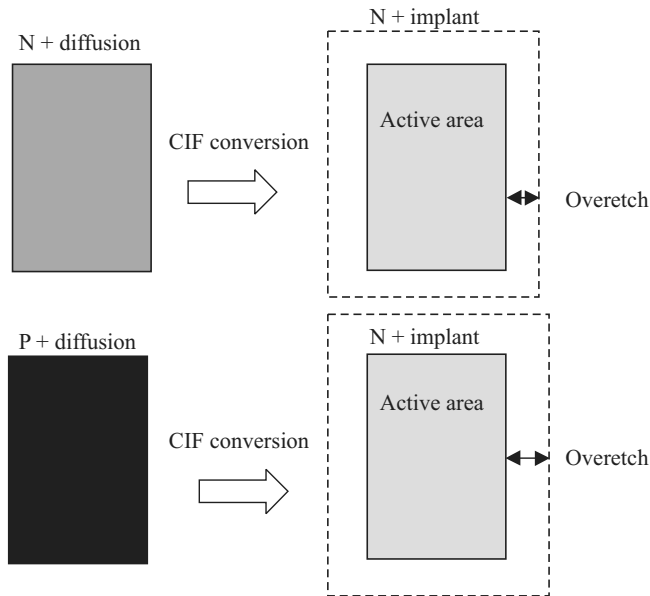 N + implant
N + diffusion
Active area
CIF conversion
Overetch
P + diffusion
N + implant
Active area
CIF conversion
Overetch